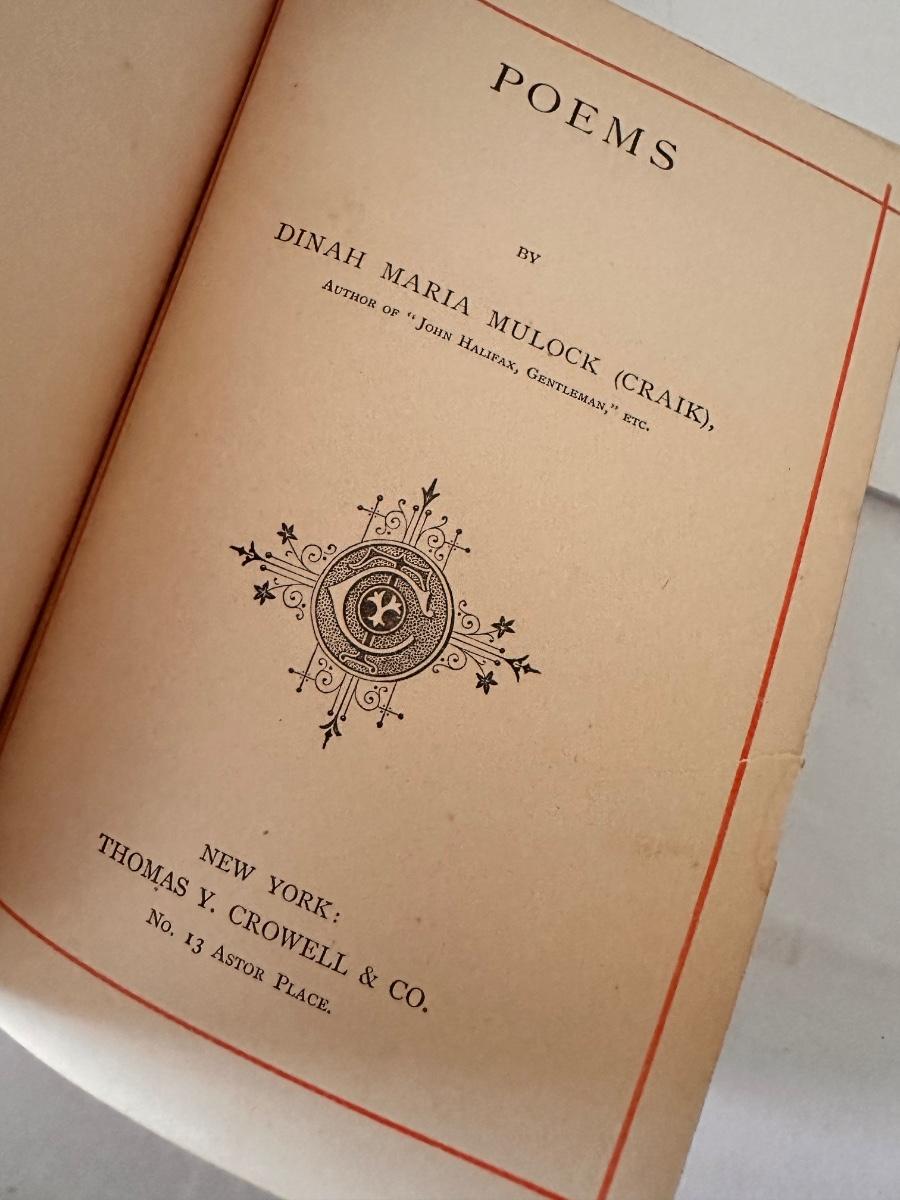 POEMS
BY
DINAH MARIA MULOCK (CRAIK),
AUTHOR OF “JOHN HALIFAX, GENTLEMAN,” ETC.
NEW YORK:
THOMAS Y. CROWELL & CO.
No. 13 ASTOR PLACE.